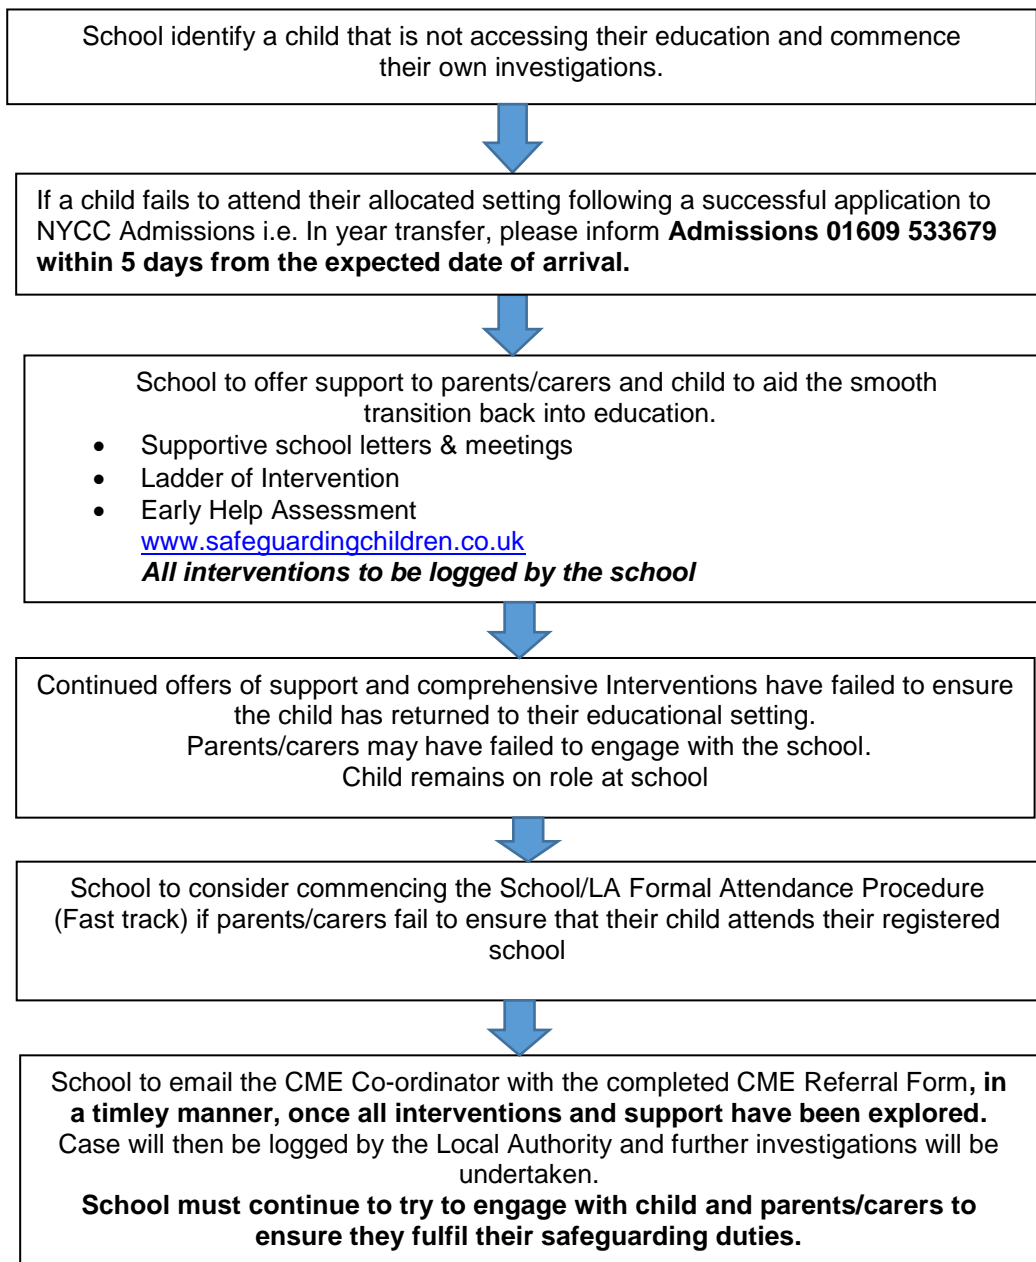 School identify a child that is not accessing their education and commence
their own investigations.
If a child fails to attend their allocated setting following a successful application to
NYCC Admissions i.e. In year transfer, please inform Admissions 01609 533679
within 5 days from the expected date of arrival.
School to offer support to parents/carers and child to aid the smooth
transition back into education.
• Supportive school letters & meetings
• Ladder of Intervention
• Early Help Assessment
www.safeguardingchildren.co.uk
All interventions to be logged by the school
Continued offers of support and comprehensive Interventions have failed to ensure
the child has returned to their educational setting.
Parents/carers may have failed to engage with the school.
Child remains on role at school
School to consider commencing the School/LA Formal Attendance Procedure
(Fast track) if parents/carers fail to ensure that their child attends their registered
school
School to email the CME Co-ordinator with the completed CME Referral Form, in
a timley manner, once all interventions and support have been explored.
Case will then be logged by the Local Authority and further investigations will be
undertaken.
School must continue to try to engage with child and parents/carers to
ensure they fulfil their safeguarding duties.